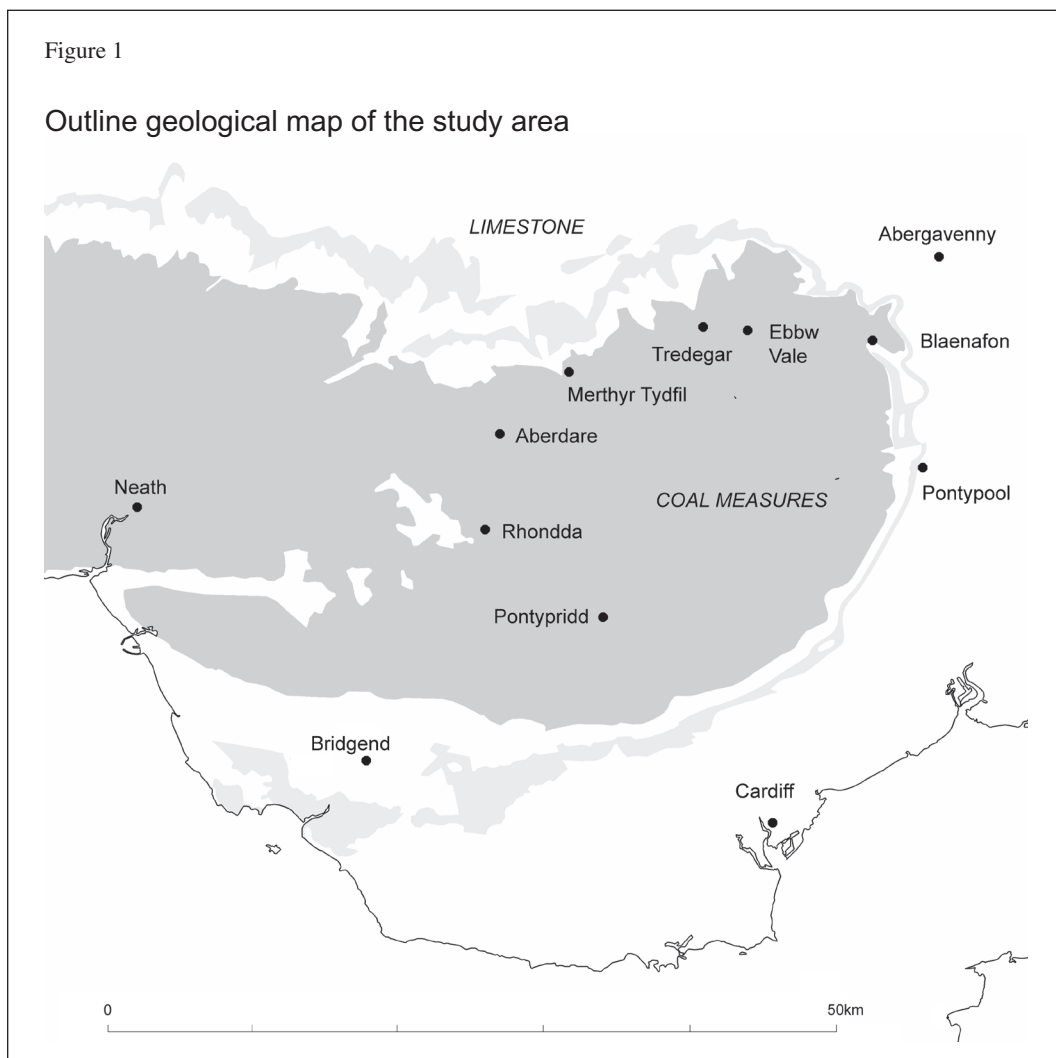 Figure 1
Outline geological map of the study area
LIMESTONE
Abergavenny
Tredegar
Ebbw
Vale
Blaenafon
Merthyr Tydfil
Aberdare
Neath
COAL MEASURES
Pontypool
Rhondda
Pontypridd
Bridgend
Cardiff
0
50km